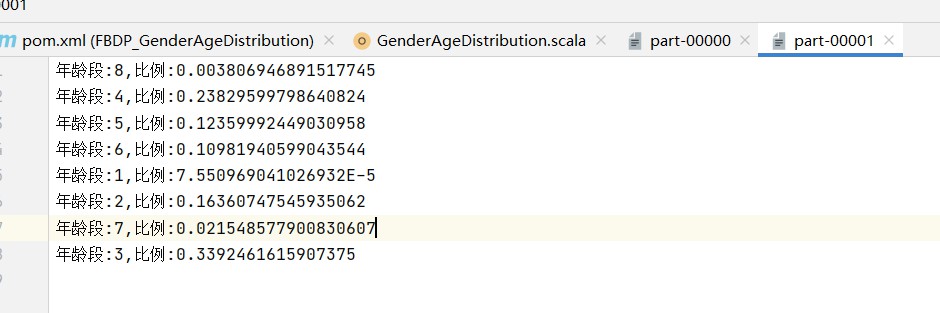 0001
m pom.xml (FBDP_GenderAgeDistribution) × GenderAgeDistribution.scala × part-00000 × part-00001 ×
年龄段:8,比例:0.003806946891517745
年龄段:4,比例:0.23829599798640824
年龄段:5,比例:0.12359992449030958
年龄段:6,比例:0.10981940599043544
年龄段:1,比例:7.550969041026932E-5
年龄段:2,比例:0.16360747545935062
年龄段:7,比例:0.021548577900830607
年龄段:3,比例:0.3392461615907375